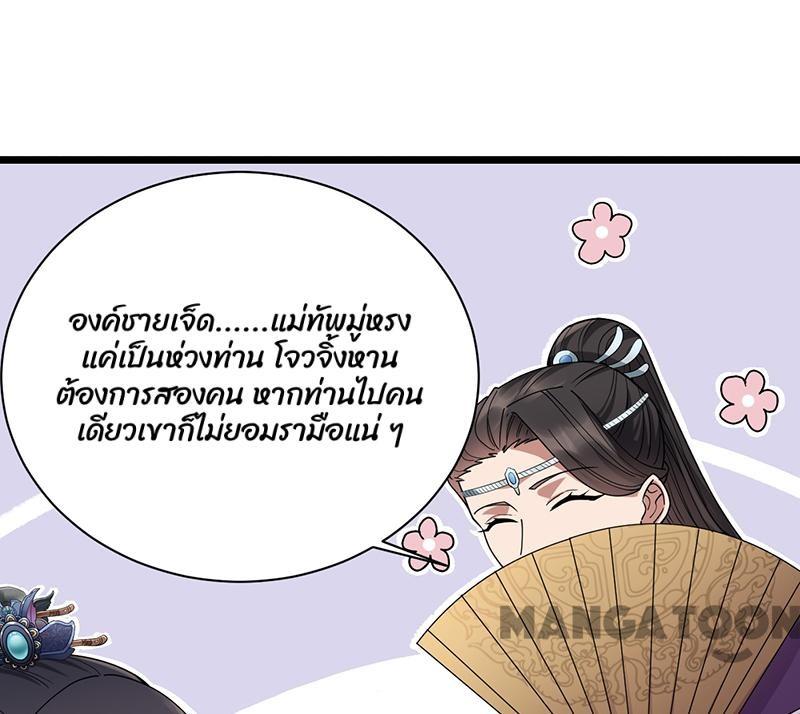 องค์ชายเจ็ด......แม่ทัพมู่หรง
แค่เป็นห่วงท่าน โจวจิ้งหาน
ต้องการสองคน หากท่านไปคน
เดียวเขาก็ไม่ยอมรามือแน่ ๆ
MANGATOON